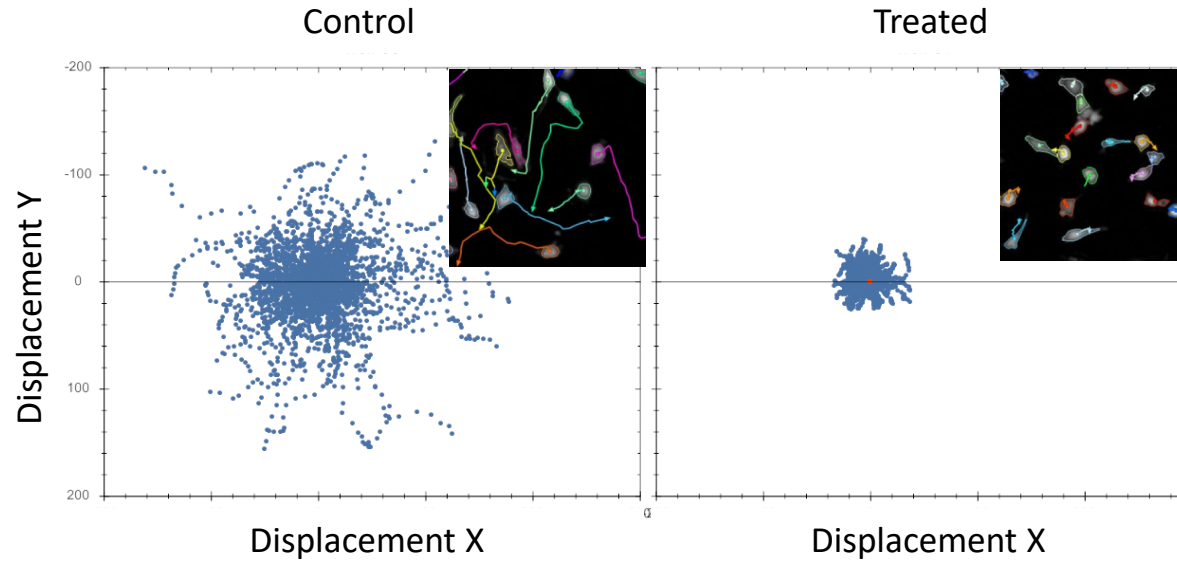 Control
Treated
-200
-100
0
100
200
Displacement Y
Displacement X
Displacement X